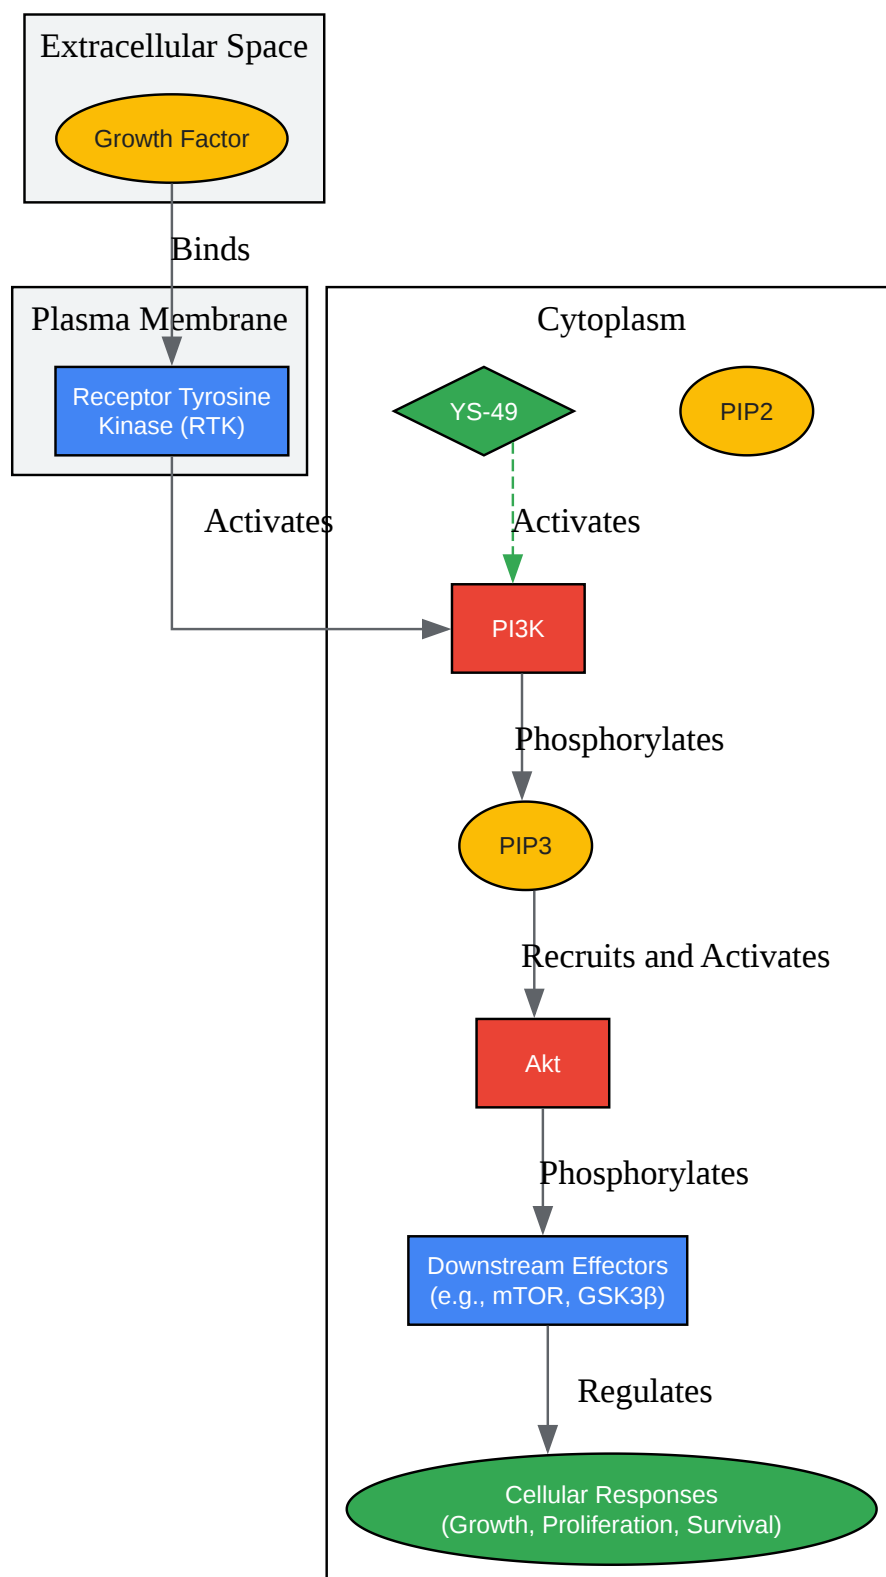 Extracellular Space
Growth Factor
Binds
Plasma Membrane
Receptor Tyrosine
Kinase (RTK)
Cytoplasm
YS-49
PIP2
Activates
Activates
PI3K
Phosphorylates
PIP3
Recruits and Activates
Akt
Phosphorylates
Downstream Effectors
(e.g., mTOR, GSK3β)
Regulates
Cellular Responses
(Growth, Proliferation, Survival)